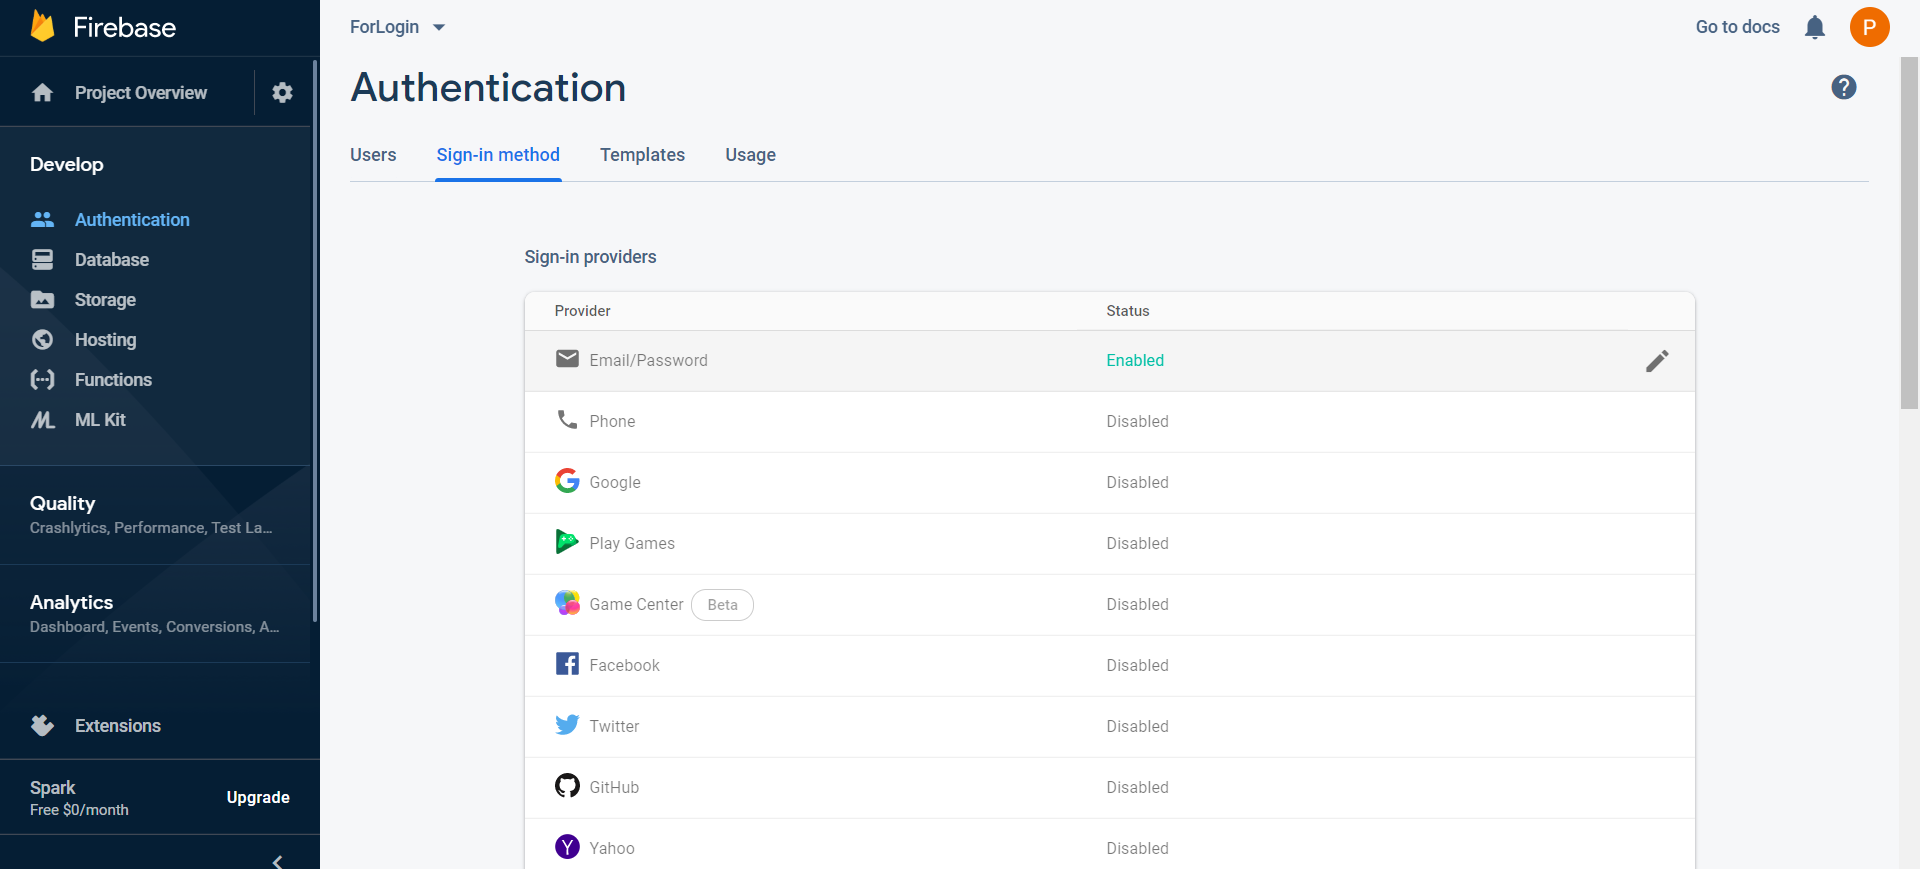 Firebase
Project Overview
Develop
Authentication
Database
Storage
Hosting
Functions
ML Kit
Quality
Crashlytics, Performance, Test La...
Analytics
Dashboard, Events, Conversions, A...
Extensions
Spark
Free $0/month
Upgrade
ForLogin
Go to docs
P
Authentication
?
Users Sign-in method Templates Usage
Sign-in providers
Provider Status
Email/Password Enabled
Phone Disabled
Google Disabled
Play Games Disabled
Game Center Beta Disabled
Facebook Disabled
Twitter Disabled
GitHub Disabled
Yahoo Disabled